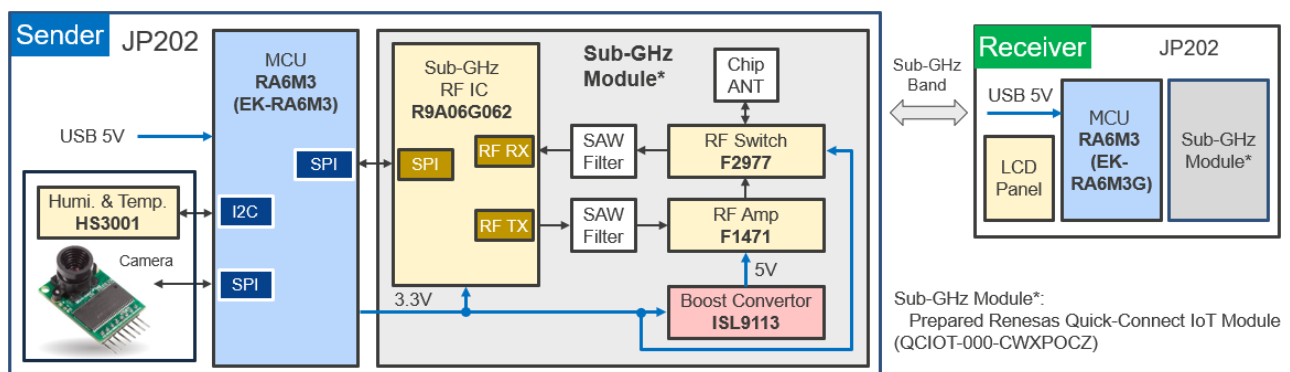 Sender
JP202
USB 5V
Humi. & Temp.
HS3001
Camera
MCU
RA6M3
(EK-RA6M3)
SPI
I2C
SPI
Sub-GHz
RF IC
R9A06G062
SPI
RF RX
RF TX
3.3V
Sub-GHz
Module*
SAW
Filter
SAW
Filter
Chip
ANT
RF Switch
F2977
RF Amp
F1471
5V
Boost Convertor
ISL9113
Sub-GHz
Band
Receiver
JP202
USB 5V
LCD
Panel
MCU
RA6M3
(EK-
RA6M3G)
Sub-GHz
Module*
Sub-GHz Module*:
Prepared Renesas Quick-Connect IoT Module
(QCIOT-000-CWXPOCZ)